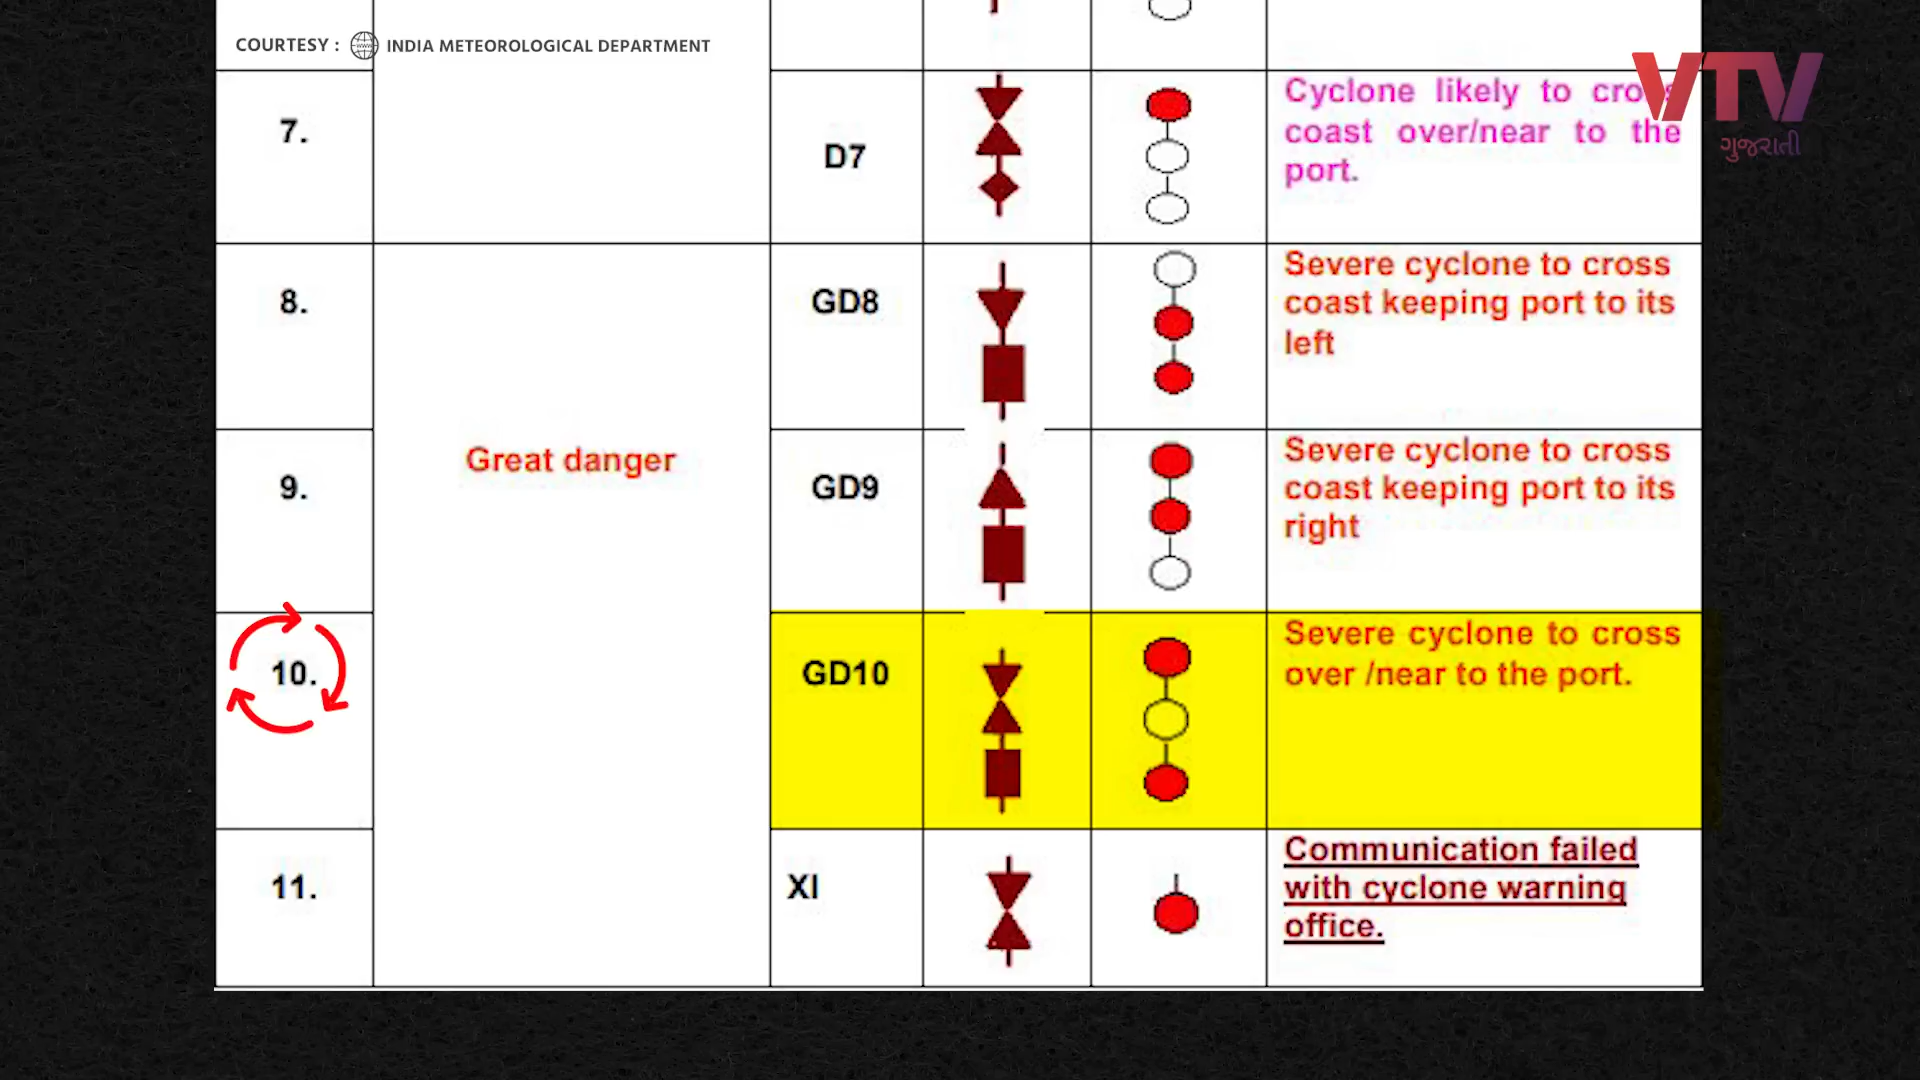 COURTESY : INDIA METEOROLOGICAL DEPARTMENT
VTV
ગુજરાતી
7.
D7
Cyclone likely to cross
coast over/near to the
port.
8.
GD8
Severe cyclone to cross
coast keeping port to its
left
Great danger
9.
GD9
Severe cyclone to cross
coast keeping port to its
right
10.
GD10
Severe cyclone to cross
over /near to the port.
11.
XI
Communication failed
with cyclone warning
office.